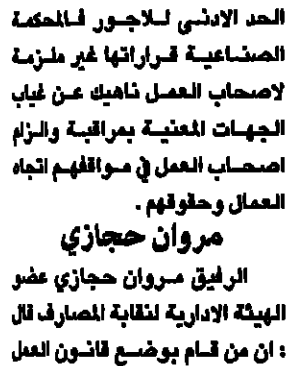 الحد الادنى للاجور فالمحكمة
الصناعية قراراتها غير ملزمة
لاصحاب العمل ناهيك عن غياب
الجهات المعنية بمراقبة والزام
اصحاب العمل في مواقفهم اتجاه
العمال وحقوقهم .
مروان حجازي
الرفيق مروان حجازي عضو
الهيئة الادارية لنقابة المصارف قال
: ان من قام بوضع قانون العمل